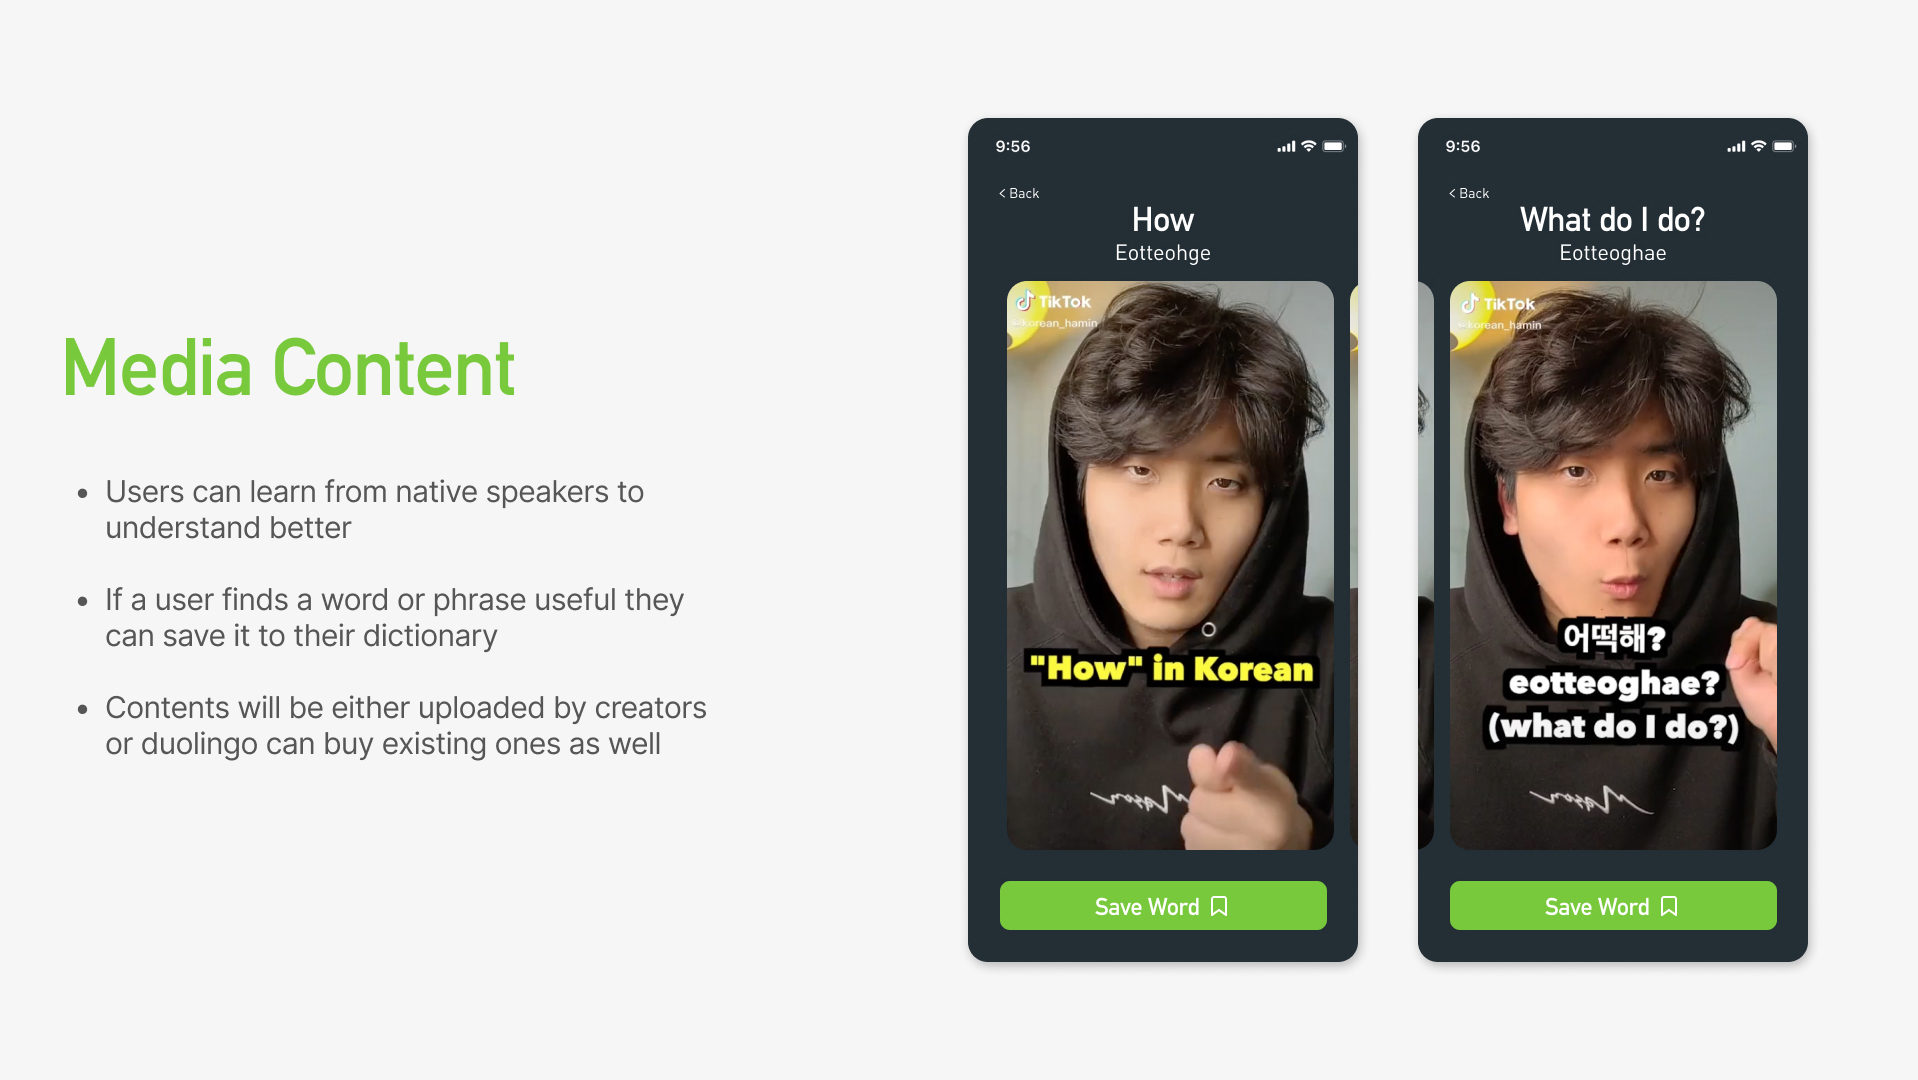 Media Content
• Users can learn from native speakers to
understand better
• If a user finds a word or phrase useful they
can save it to their dictionary
• Contents will be either uploaded by creators
or duolingo can buy existing ones as well
9:56
< Back
How
Eotteohge
TikTok
@korean_hamin
"How" in Korean
Mason
Save Word
9:56
< Back
What do I do?
Eotteoghae
TikTok
@korean_hamin
어떡해?
eotteoghae?
(what do I do?)
Mason
Save Word